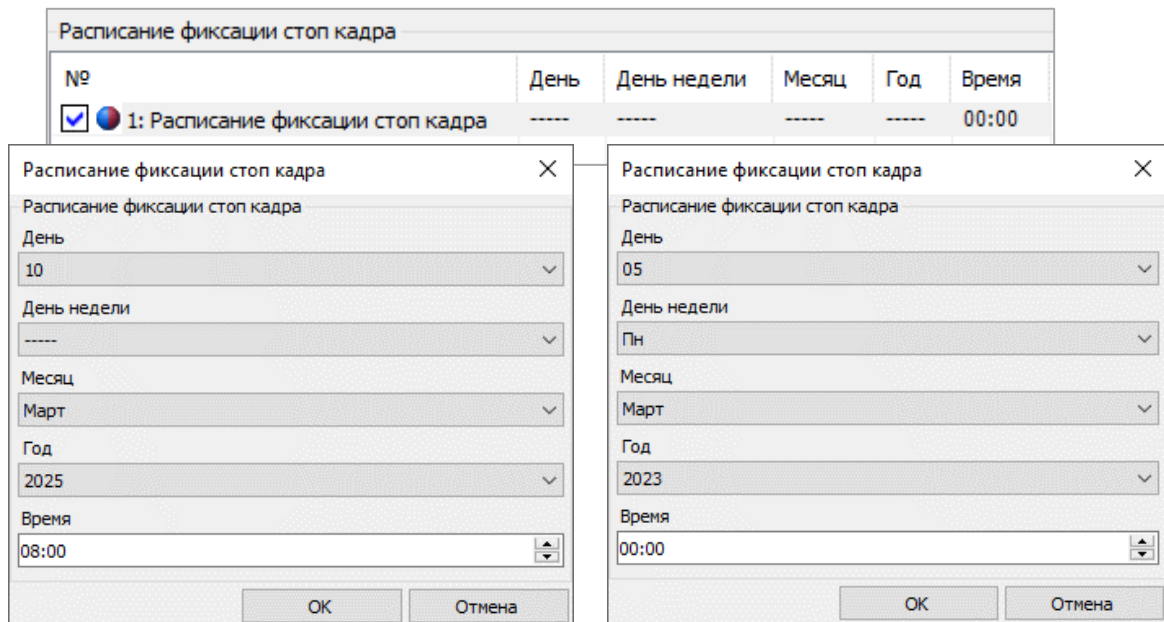 Расписание фиксации стоп кадра
№ День День недели Месяц Год Время
1: Расписание фиксации стоп кадра ----- ----- ----- ----- 00:00
Расписание фиксации стоп кадра
Расписание фиксации стоп кадра
День
10
День недели
-----
Месяц
Март
Год
2025
Время
08:00
ОК Отмена
Расписание фиксации стоп кадра
Расписание фиксации стоп кадра
День
05
День недели
Пн
Месяц
Март
Год
2023
Время
00:00
ОК Отмена